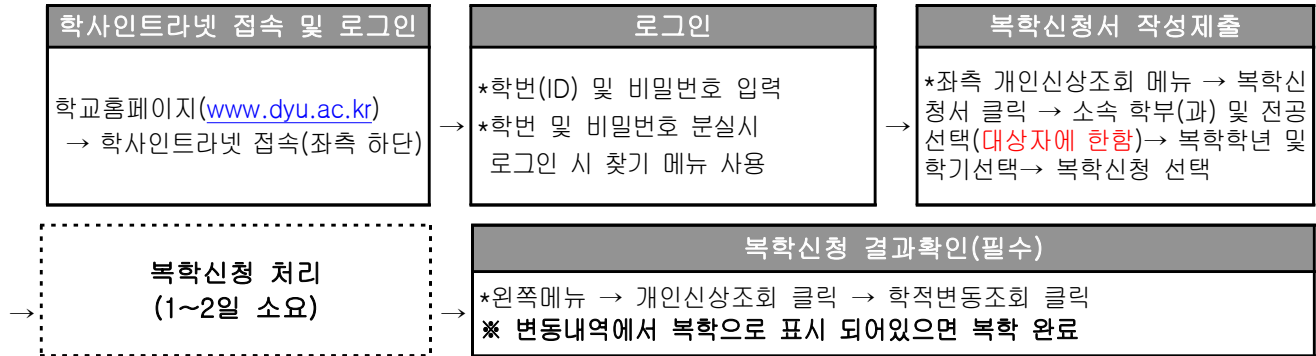 학사인트라넷 접속 및 로그인
학교홈페이지(www.dyu.ac.kr)
→ 학사인트라넷 접속(좌측 하단)
→
로그인
*학번(ID) 및 비밀번호 입력
*학번 및 비밀번호 분실시
로그인 시 찾기 메뉴 사용
→
복학신청서 작성제출
*좌측 개인신상조회 메뉴 → 복학신
청서 클릭 → 소속 학부(과) 및 전공
선택(대상자에 한함)→ 복학학년 및
학기선택→ 복학신청 선택
→
복학신청 처리
(1~2일 소요)
→
복학신청 결과확인(필수)
*왼쪽메뉴 → 개인신상조회 클릭 → 학적변동조회 클릭
※ 변동내역에서 복학으로 표시 되어있으면 복학 완료